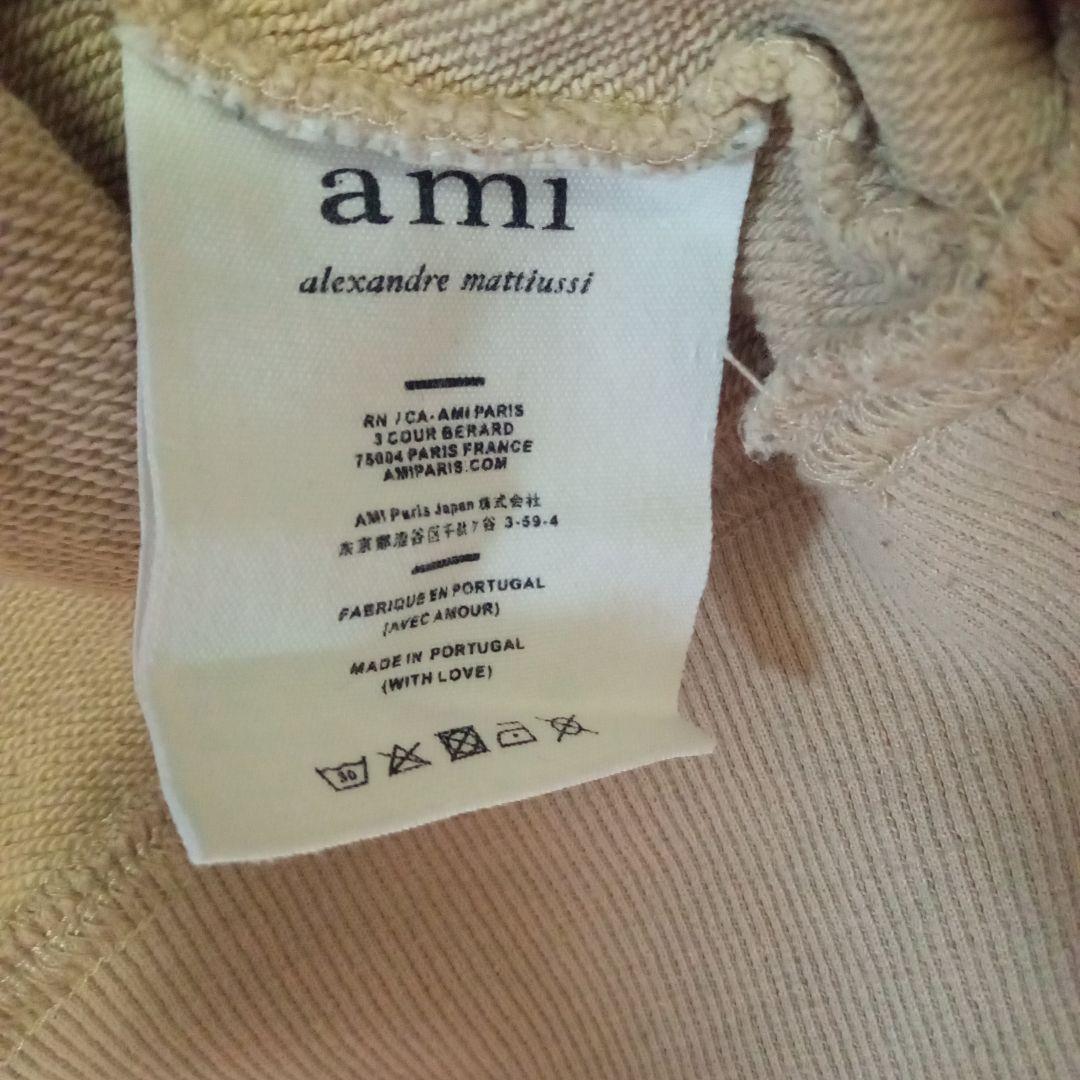 ami
alexandre mattiussi
RN / CA- AMI PARIS
3 COUR BERARD
75004 PARIS FRANCE
AMIPARIS.COM
AMI Paris Japan 株式会社
東京都渋谷区千駄ヶ谷 3-59-4
FABRIQUE EN PORTUGAL
(AVEC AMOUR)
MADE IN PORTUGAL
(WITH LOVE)
30